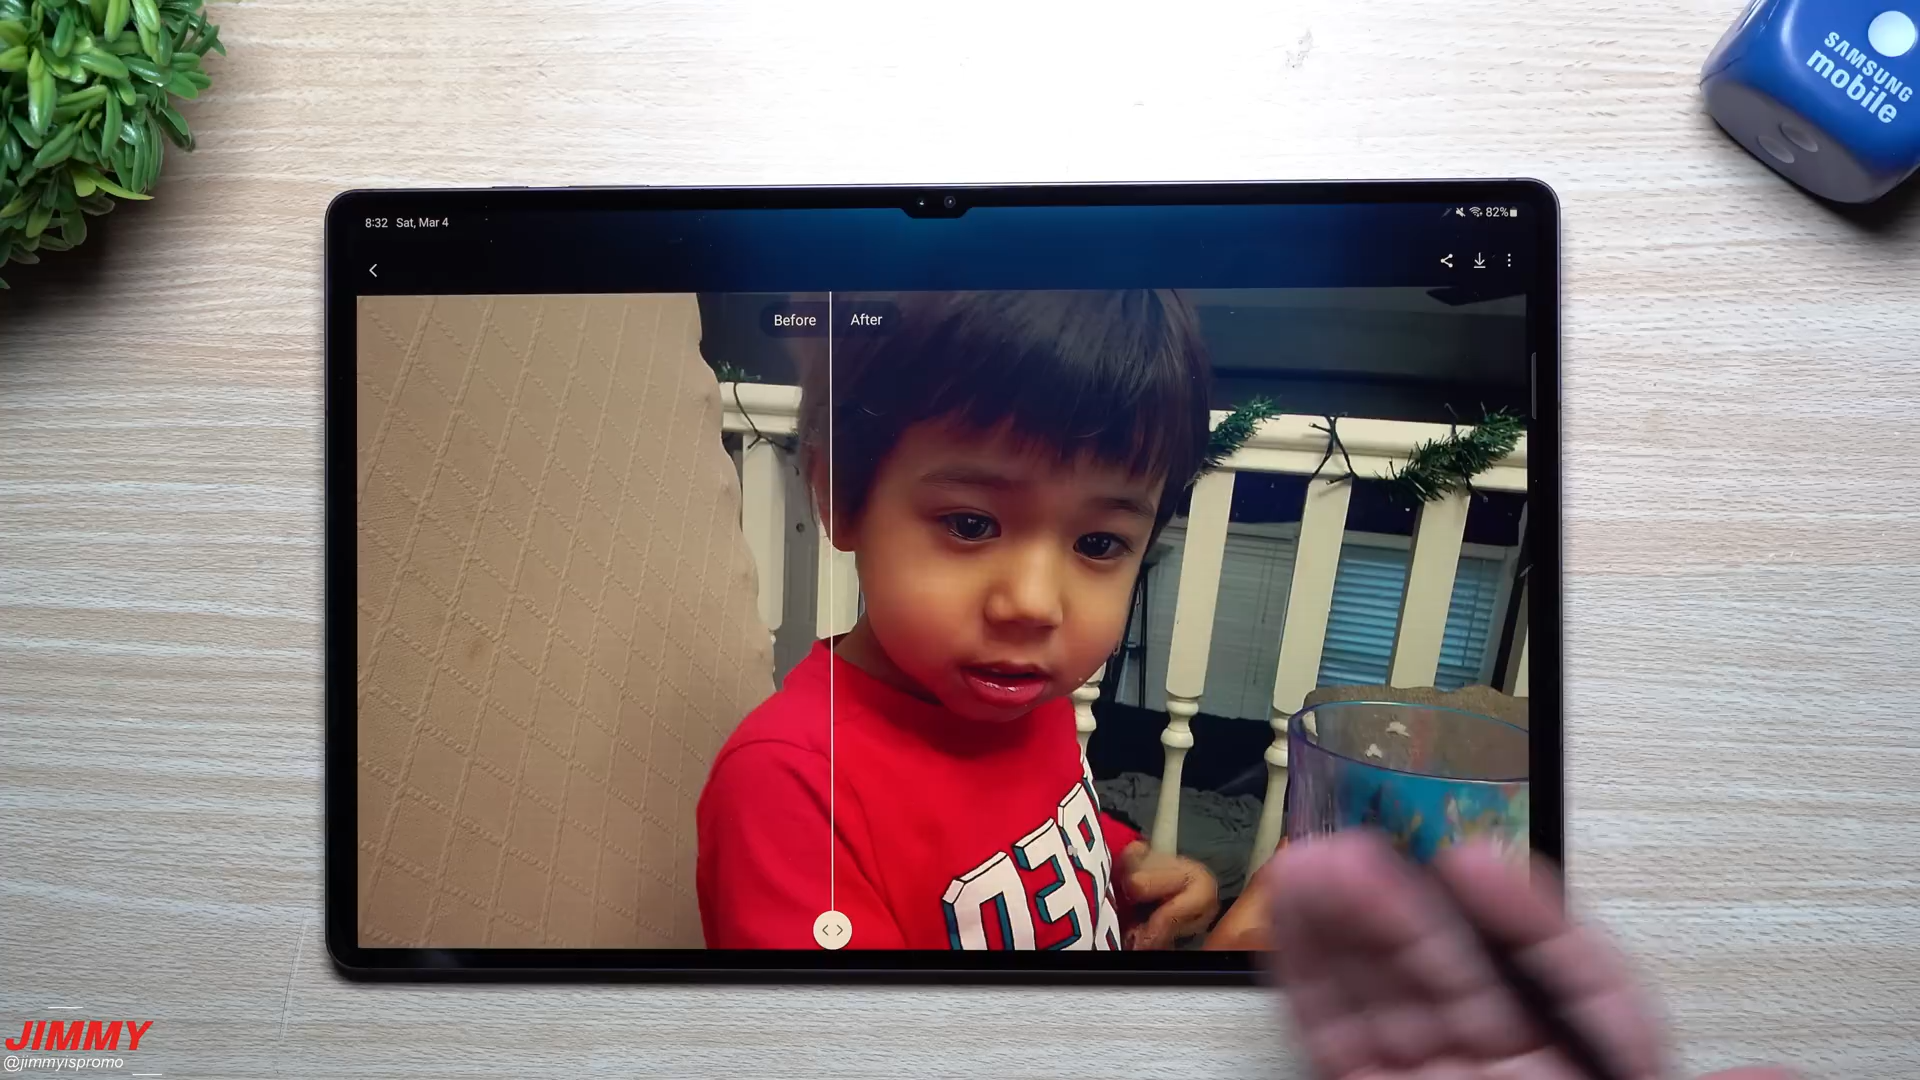 SAMSUNG
mobile
8:32 Sat, Mar 4
82%
Before
After
JIMMY
@jimmyispromo